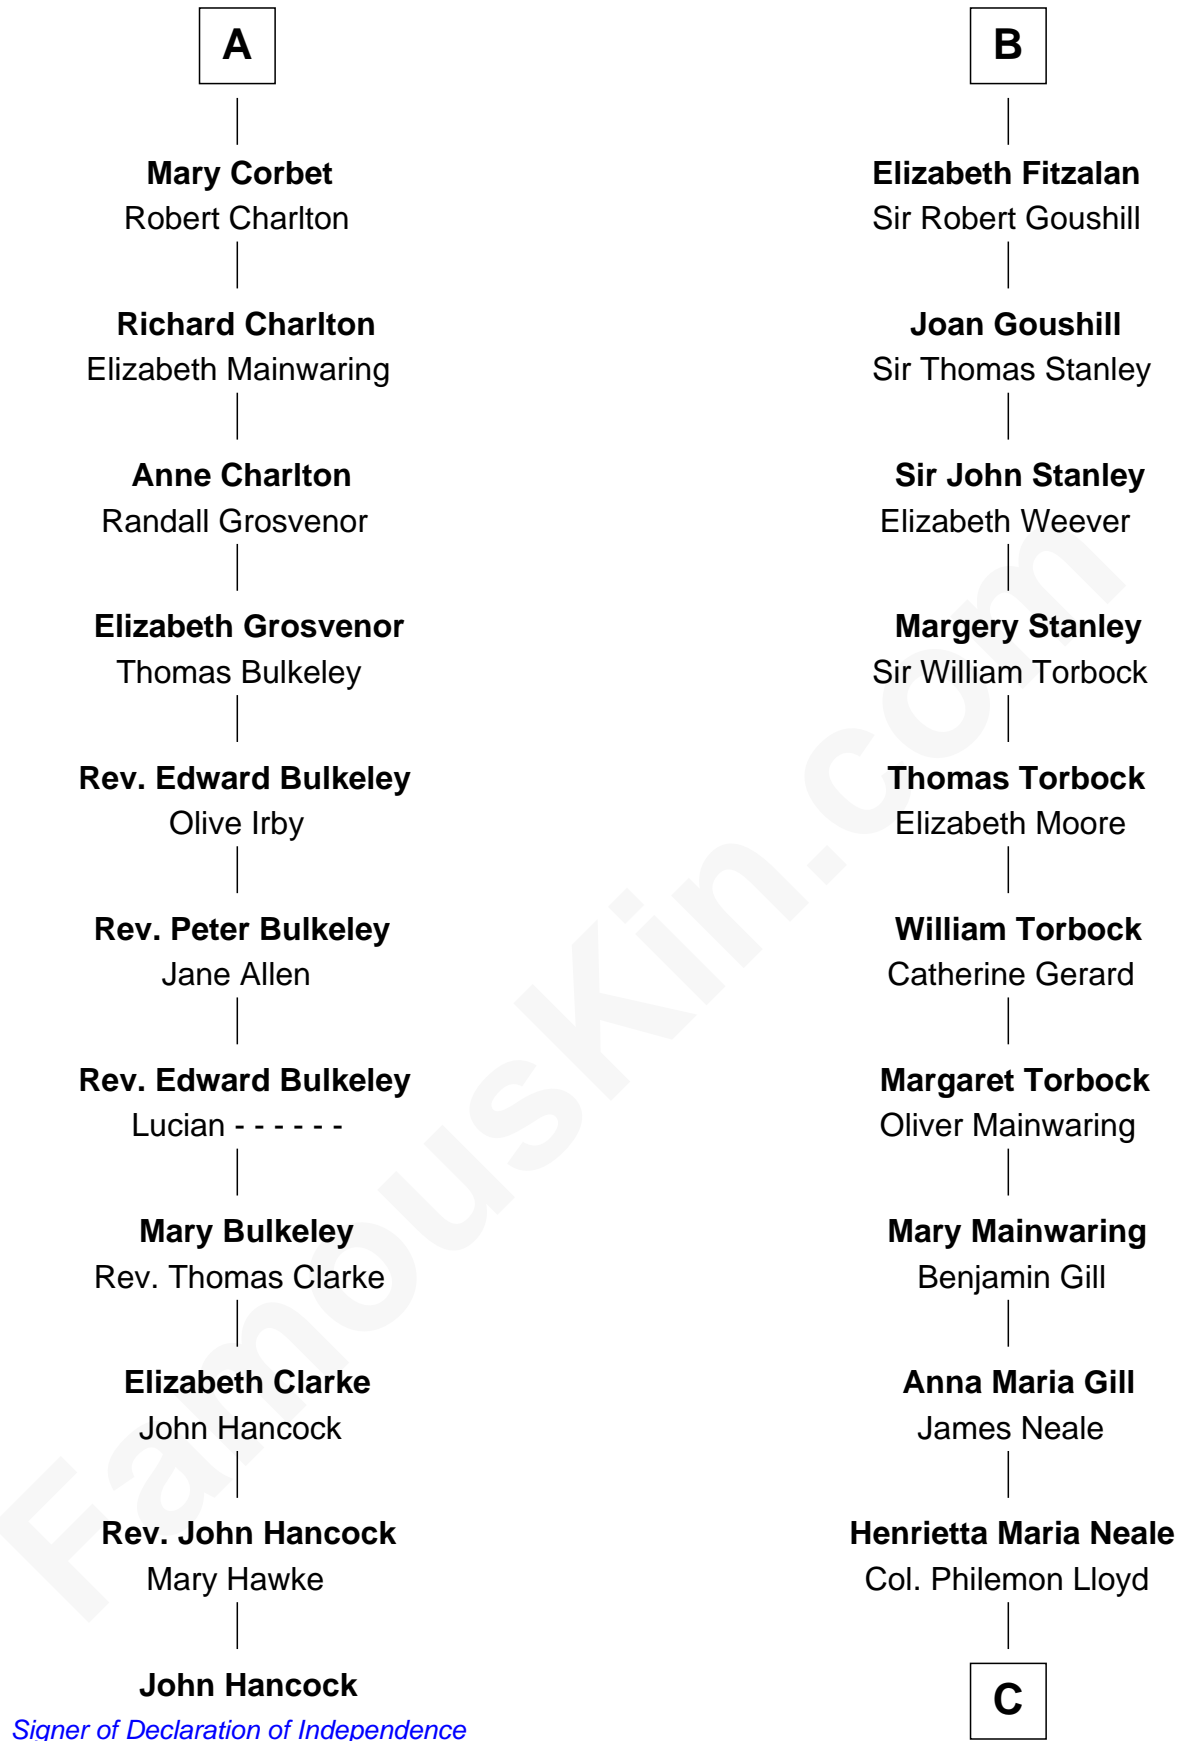 A
Mary Corbet
Robert Charlton
Richard Charlton
Elizabeth Mainwaring
Anne Charlton
Randall Grosvenor
Elizabeth Grosvenor
Thomas Bulkeley
Rev. Edward Bulkeley
Olive Irby
Rev. Peter Bulkeley
Jane Allen
Rev. Edward Bulkeley
Lucian - - - - - -
Mary Bulkeley
Rev. Thomas Clarke
Elizabeth Clarke
John Hancock
Rev. John Hancock
Mary Hawke
John Hancock
Signer of Declaration of Independence
B
Elizabeth Fitzalan
Sir Robert Goushill
Joan Goushill
Sir Thomas Stanley
Sir John Stanley
Elizabeth Weever
Margery Stanley
Sir William Torbock
Thomas Torbock
Elizabeth Moore
William Torbock
Catherine Gerard
Margaret Torbock
Oliver Mainwaring
Mary Mainwaring
Benjamin Gill
Anna Maria Gill
James Neale
Henrietta Maria Neale
Col. Philemon Lloyd
C
FamousKin.com